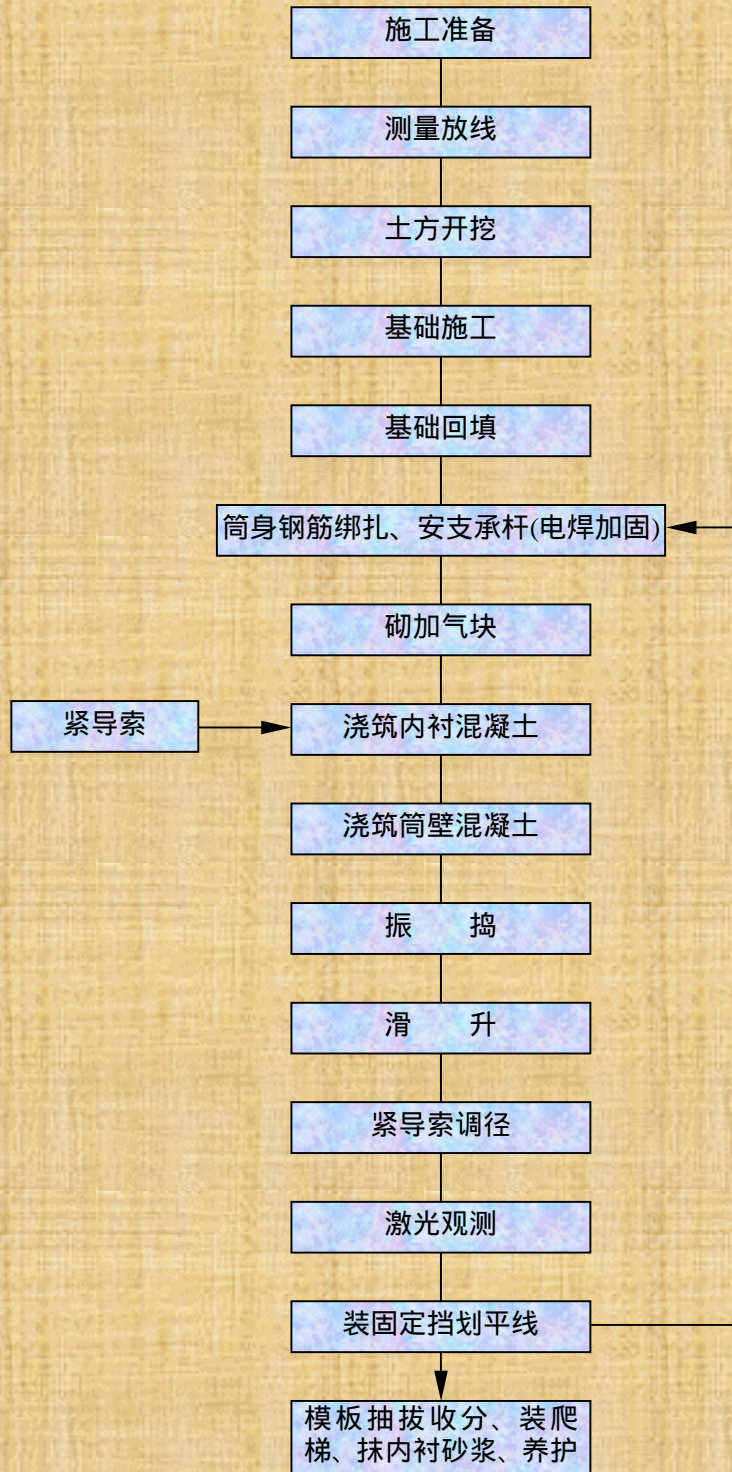 施工准备
测量放线
土方开挖
基础施工
基础回填
筒身钢筋绑扎、安支承杆(电焊加固)
砌加气块
紧导索
浇筑内衬混凝土
浇筑筒壁混凝土
振 捣
滑 升
紧导索调径
激光观测
装固定挡划平线
模板抽拔收分、装爬
梯、抹内衬砂浆、养护